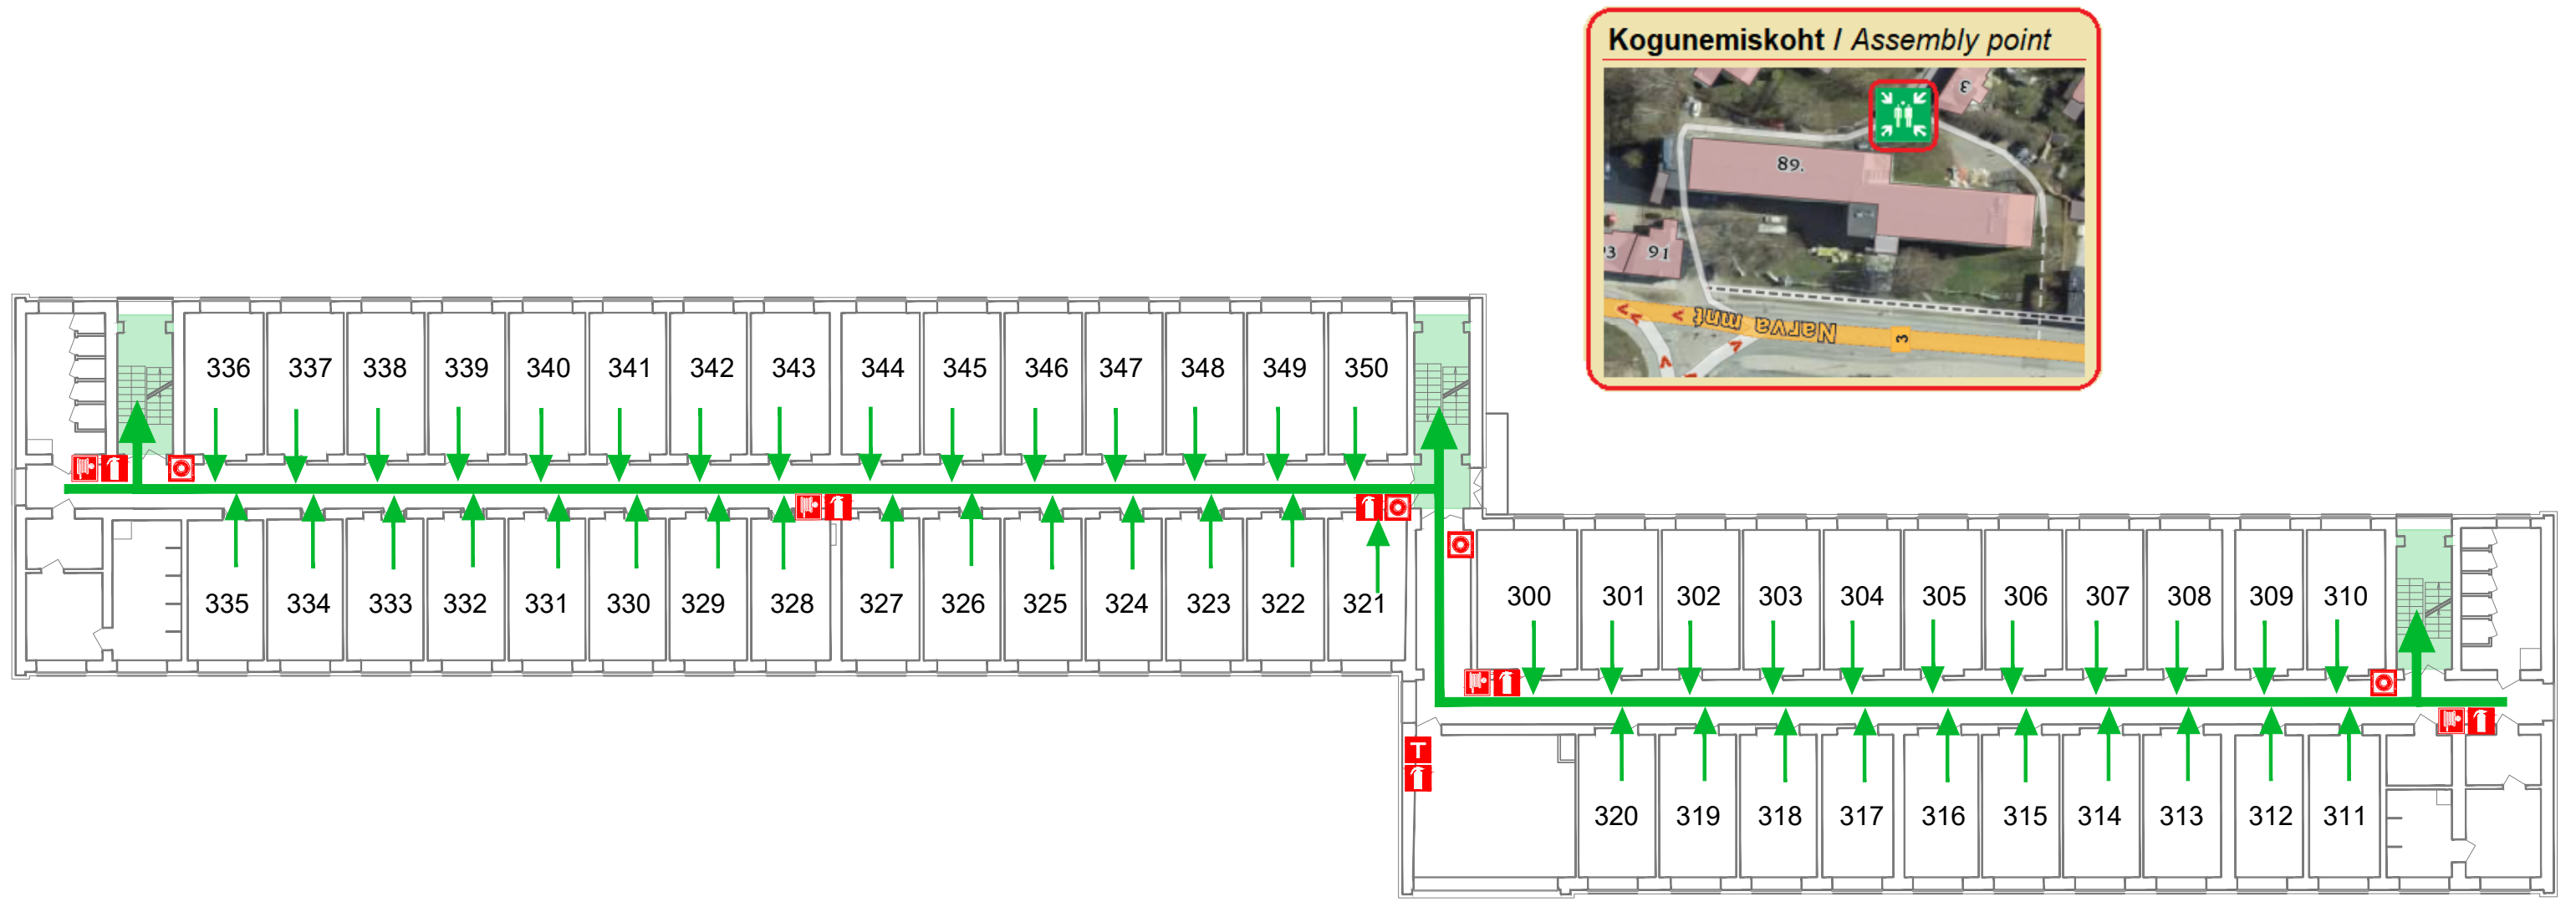 Kogunemiskoht / Assembly point
3
89.
93
91
Narva mnt
3
336 337 338 339 340 341 342 343 344 345 346 347 348 349 350
335 334 333 332 331 330 329 328 327 326 325 324 323 322 321
300 301 302 303 304 305 306 307 308 309 310
T
320 319 318 317 316 315 314 313 312 311